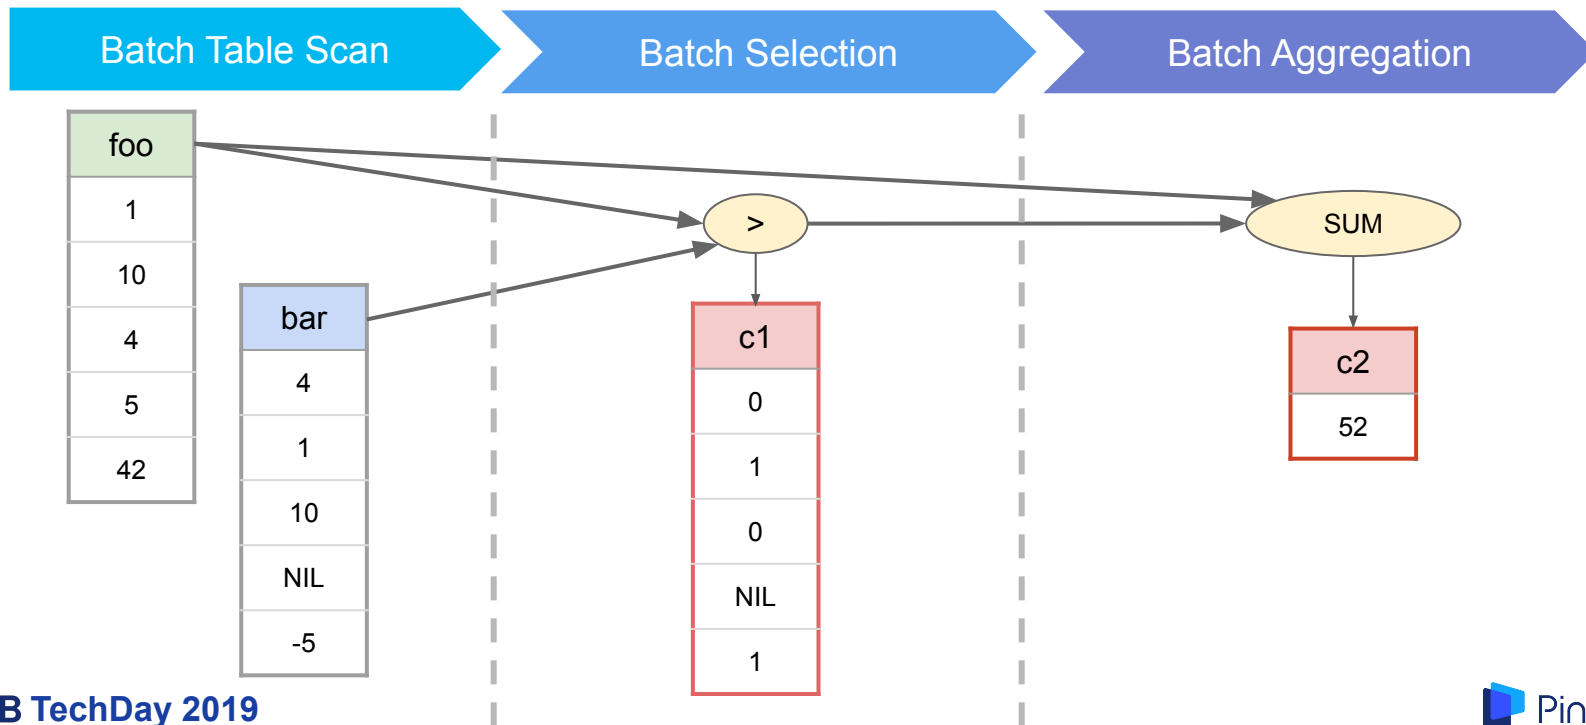 Batch Table Scan
Batch Selection
Batch Aggregation
foo
1
10
4
5
42
bar
4
1
10
NIL
-5
>
c1
0
1
0
NIL
1
SUM
c2
52
B TechDay 2019
Pin